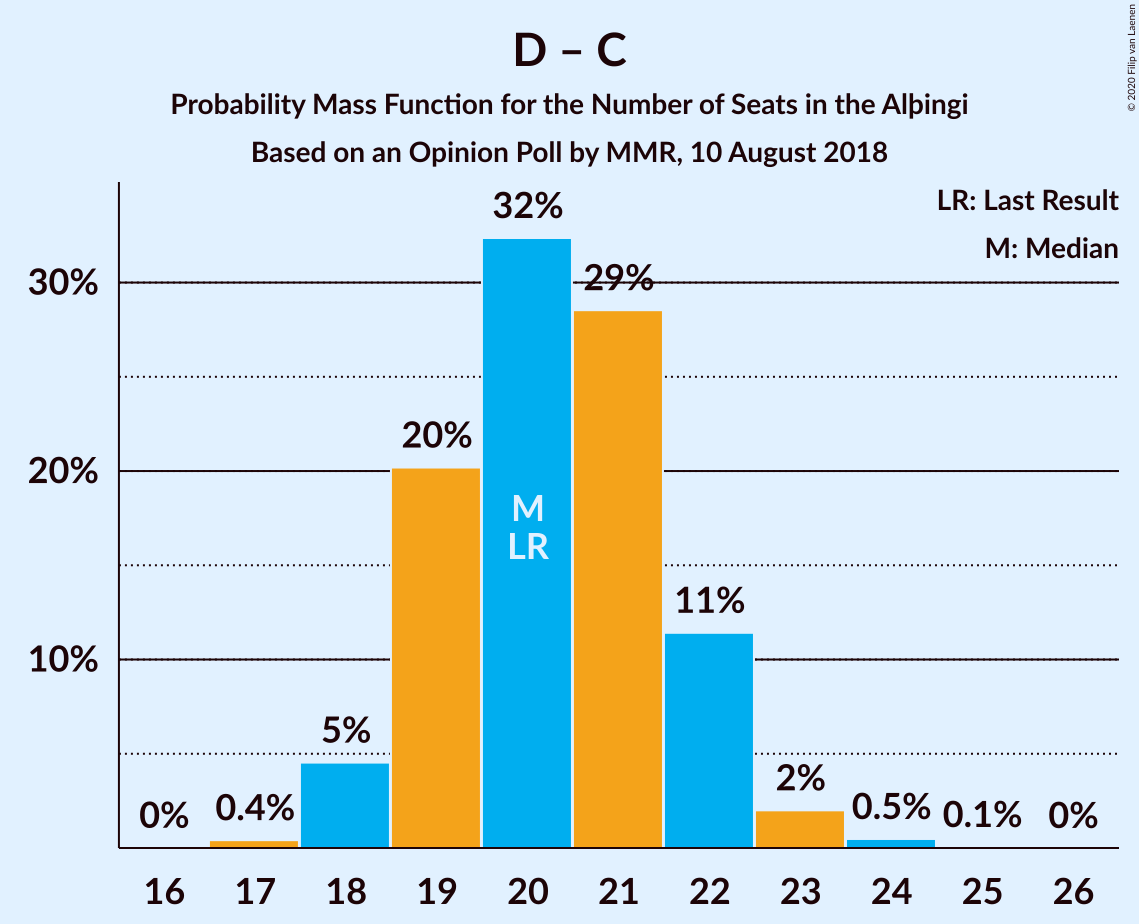 D – C
Probability Mass Function for the Number of Seats in the Alþingi
Based on an Opinion Poll by MMR, 10 August 2018
© 2020 Filip van Laenen
LR: Last Result
M: Median
32%
30%
29%
20%
20%
M
LR
11%
10%
5%
2%
0%
0.4%
0.5%
0.1%
0%
16 17 18 19 20 21 22 23 24 25 26